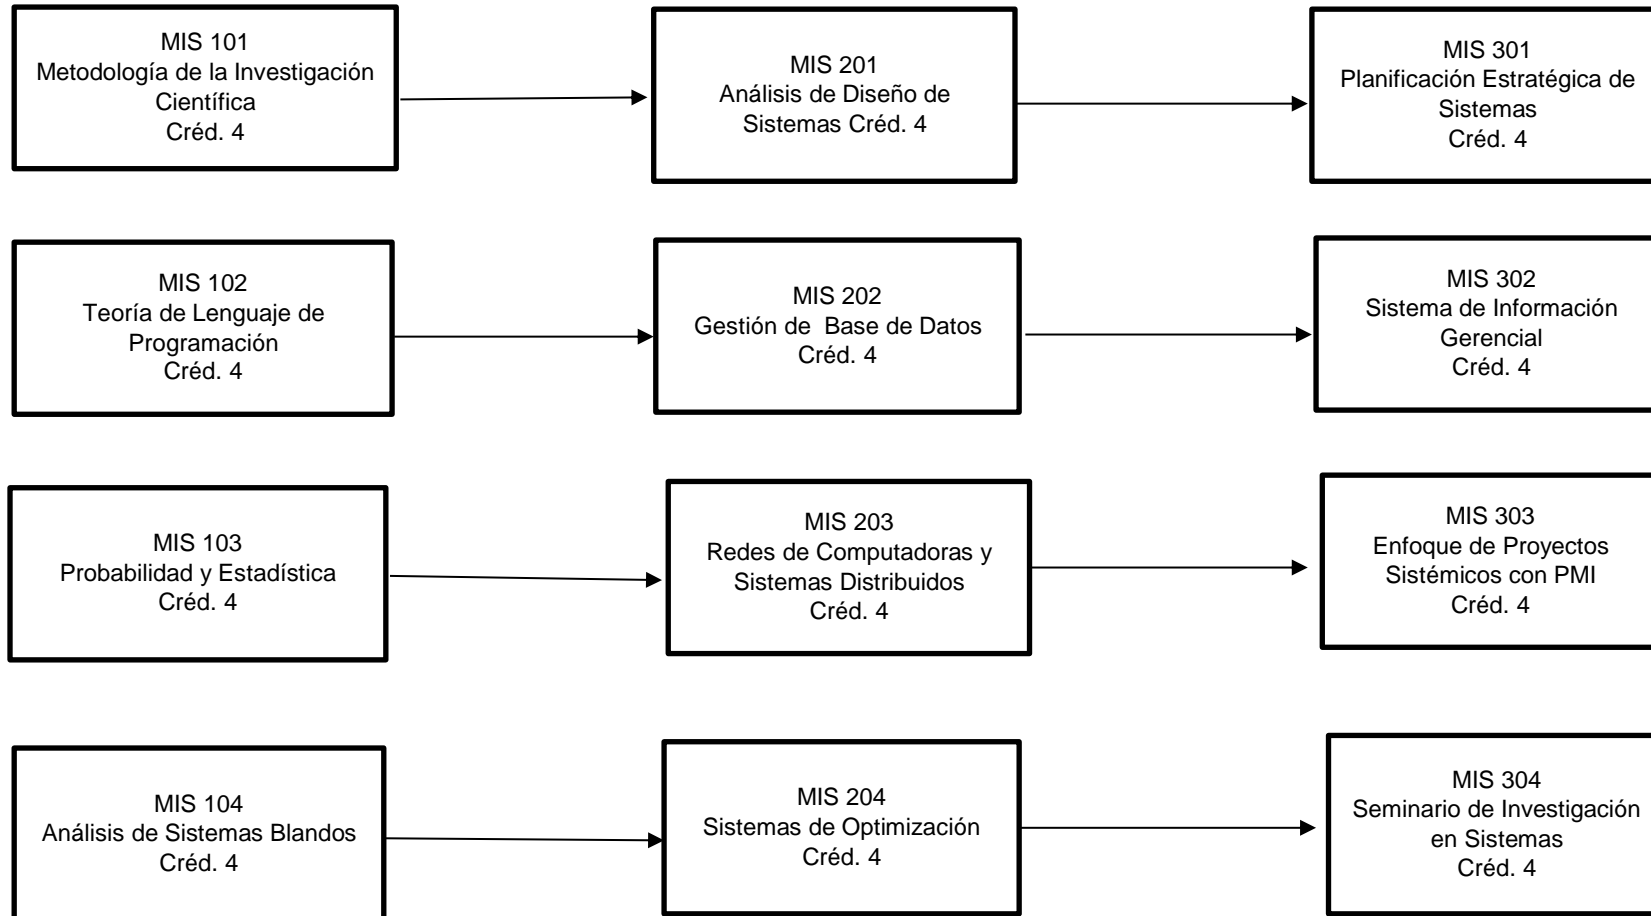 MIS 101
Metodología de la Investigación
Científica
Créd. 4
MIS 201
Análisis de Diseño de
Sistemas Créd. 4
MIS 301
Planificación Estratégica de
Sistemas
Créd. 4
MIS 102
Teoría de Lenguaje de
Programación
Créd. 4
MIS 202
Gestión de  Base de Datos
Créd. 4
MIS 302
Sistema de Información
Gerencial
Créd. 4
MIS 103
Probabilidad y Estadística
Créd. 4
MIS 203
Redes de Computadoras y
Sistemas Distribuidos
Créd. 4
MIS 303
Enfoque de Proyectos
Sistémicos con PMI
Créd. 4
MIS 104
Análisis de Sistemas Blandos
Créd. 4
MIS 204
Sistemas de Optimización
Créd. 4
MIS 304
Seminario de Investigación
en Sistemas
Créd. 4